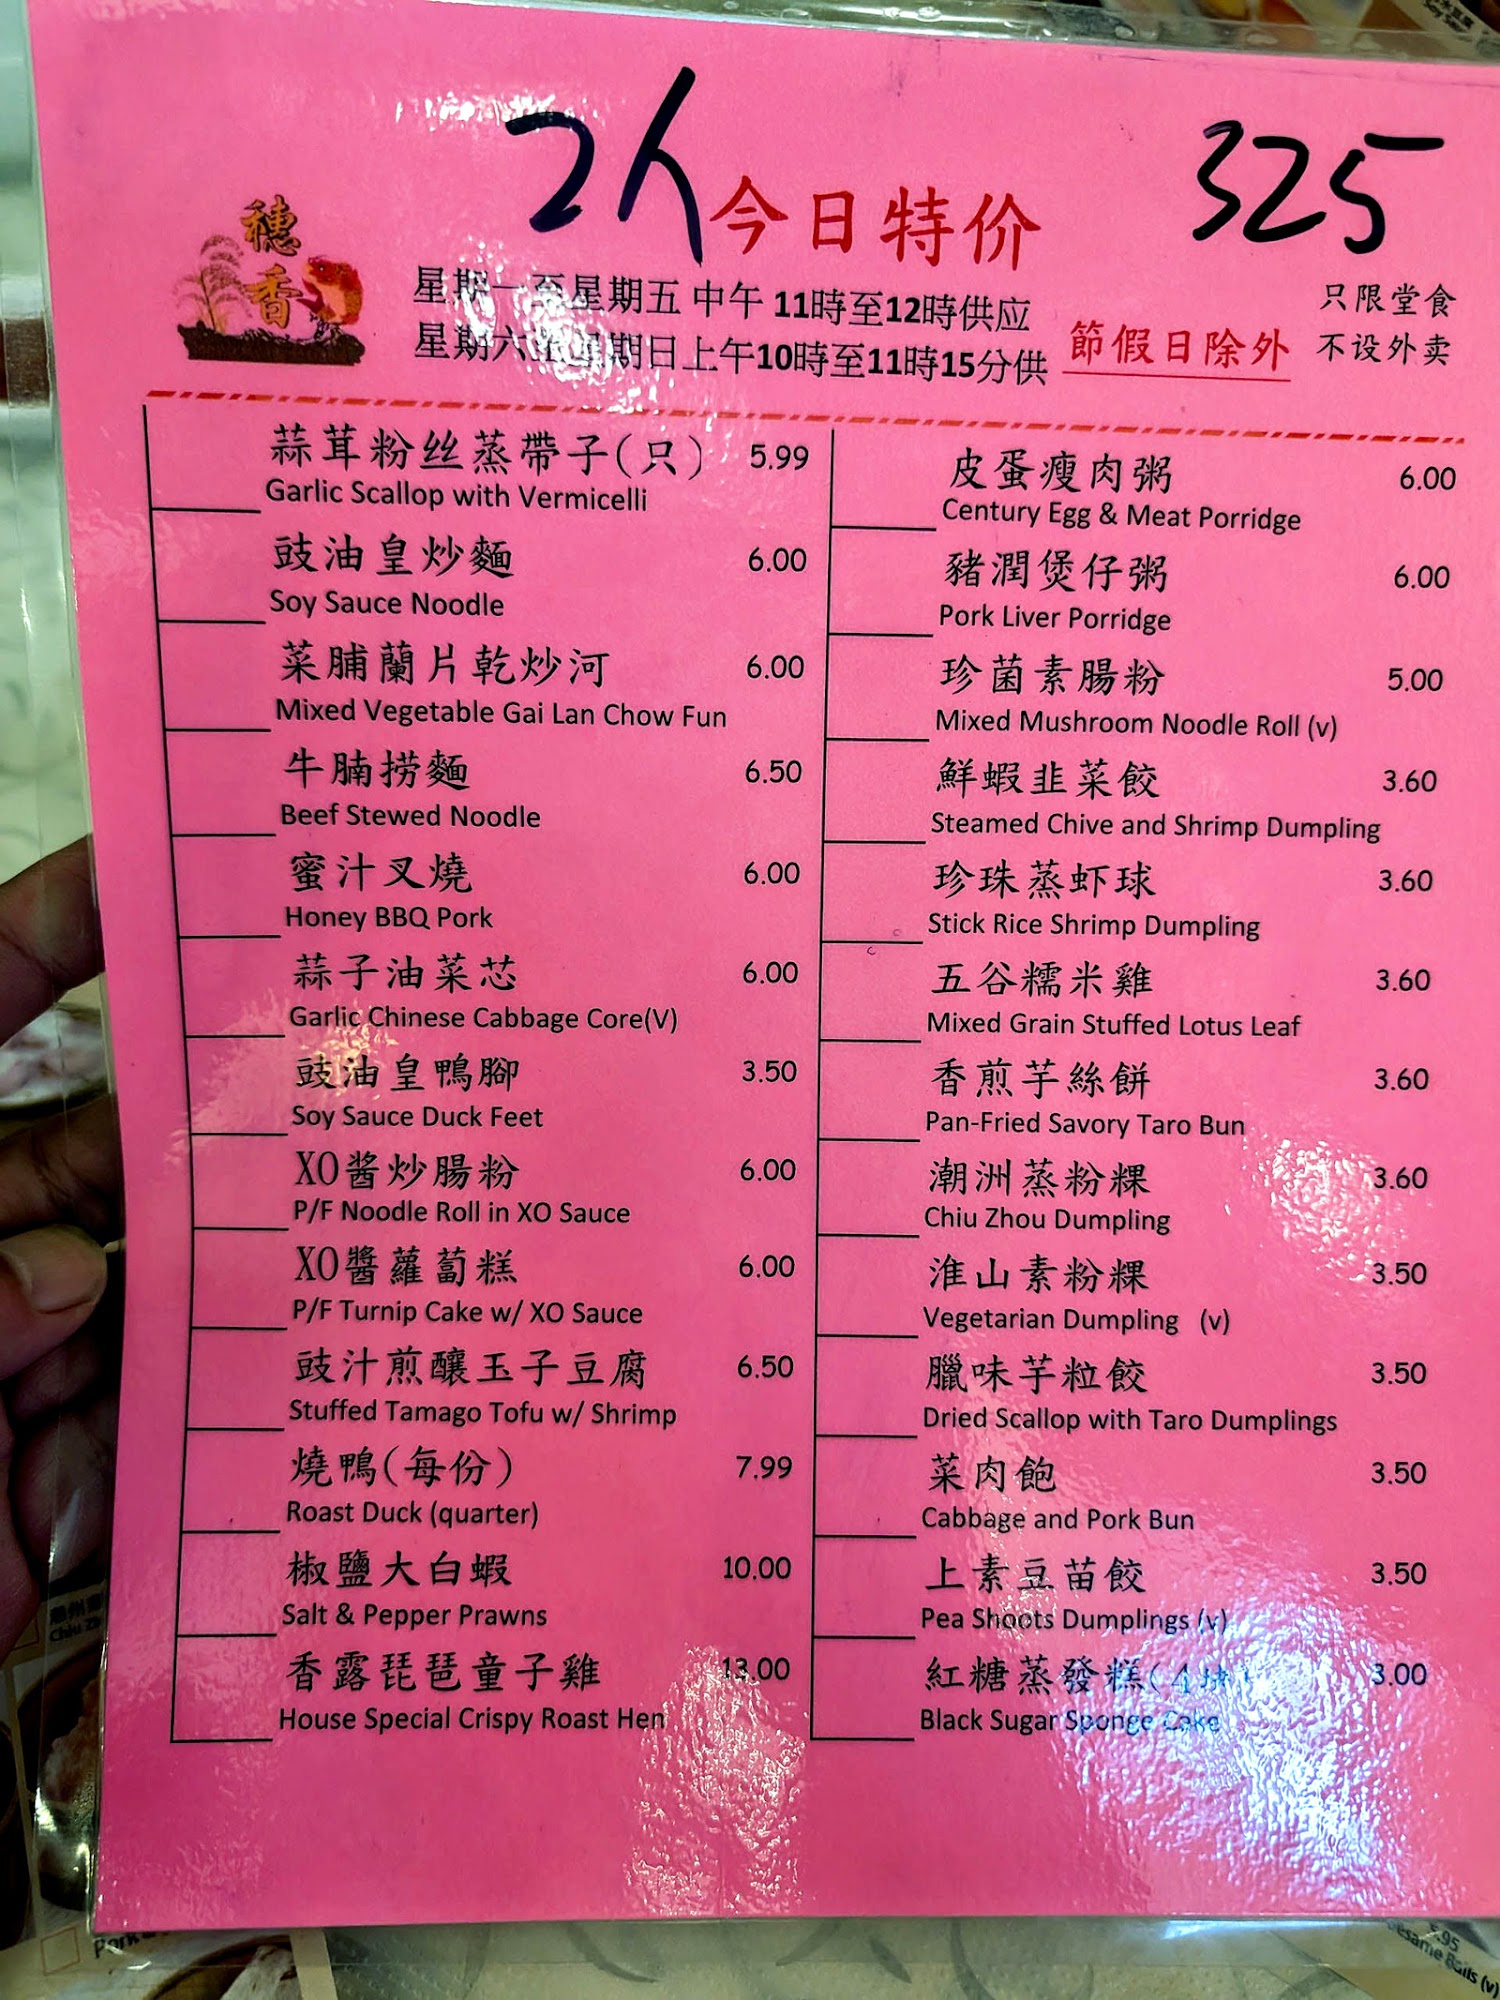 2人
325
今日特价
穗香
星期一至星期五 中午 11時至12時供应
星期六至星期日上午10時至11時15分供
節假日除外
只限堂食
不设外卖
蒜茸粉丝蒸帶子(只) 5.99
Garlic Scallop with Vermicelli
豉油皇炒麵 6.00
Soy Sauce Noodle
菜脯蘭片乾炒河 6.00
Mixed Vegetable Gai Lan Chow Fun
牛腩捞麵 6.50
Beef Stewed Noodle
蜜汁叉燒 6.00
Honey BBQ Pork
蒜子油菜芯 6.00
Garlic Chinese Cabbage Core(V)
豉油皇鴨腳 3.50
Soy Sauce Duck Feet
XO酱炒腸粉 6.00
P/F Noodle Roll in XO Sauce
XO醬蘿蔔糕 6.00
P/F Turnip Cake w/ XO Sauce
豉汁煎釀玉子豆腐 6.50
Stuffed Tamago Tofu w/ Shrimp
燒鴨(每份) 7.99
Roast Duck (quarter)
椒鹽大白蝦 10.00
Salt & Pepper Prawns
香露琵琶童子雞 13.00
House Special Crispy Roast Hen
皮蛋瘦肉粥 6.00
Century Egg & Meat Porridge
豬潤煲仔粥 6.00
Pork Liver Porridge
珍菌素腸粉 5.00
Mixed Mushroom Noodle Roll (v)
鮮蝦韭菜餃 3.60
Steamed Chive and Shrimp Dumpling
珍珠蒸虾球 3.60
Stick Rice Shrimp Dumpling
五谷糯米雞 3.60
Mixed Grain Stuffed Lotus Leaf
香煎芋絲餅 3.60
Pan-Fried Savory Taro Bun
潮洲蒸粉粿 3.60
Chiu Zhou Dumpling
淮山素粉粿 3.50
Vegetarian Dumpling (v)
臘味芋粒餃 3.50
Dried Scallop with Taro Dumplings
菜肉飽 3.50
Cabbage and Pork Bun
上素豆苗餃 3.50
Pea Shoots Dumplings (v)
紅糖蒸發糕(4块) 3.00
Black Sugar Sponge Cake
Pork
5.95
Sesame Balls (v)